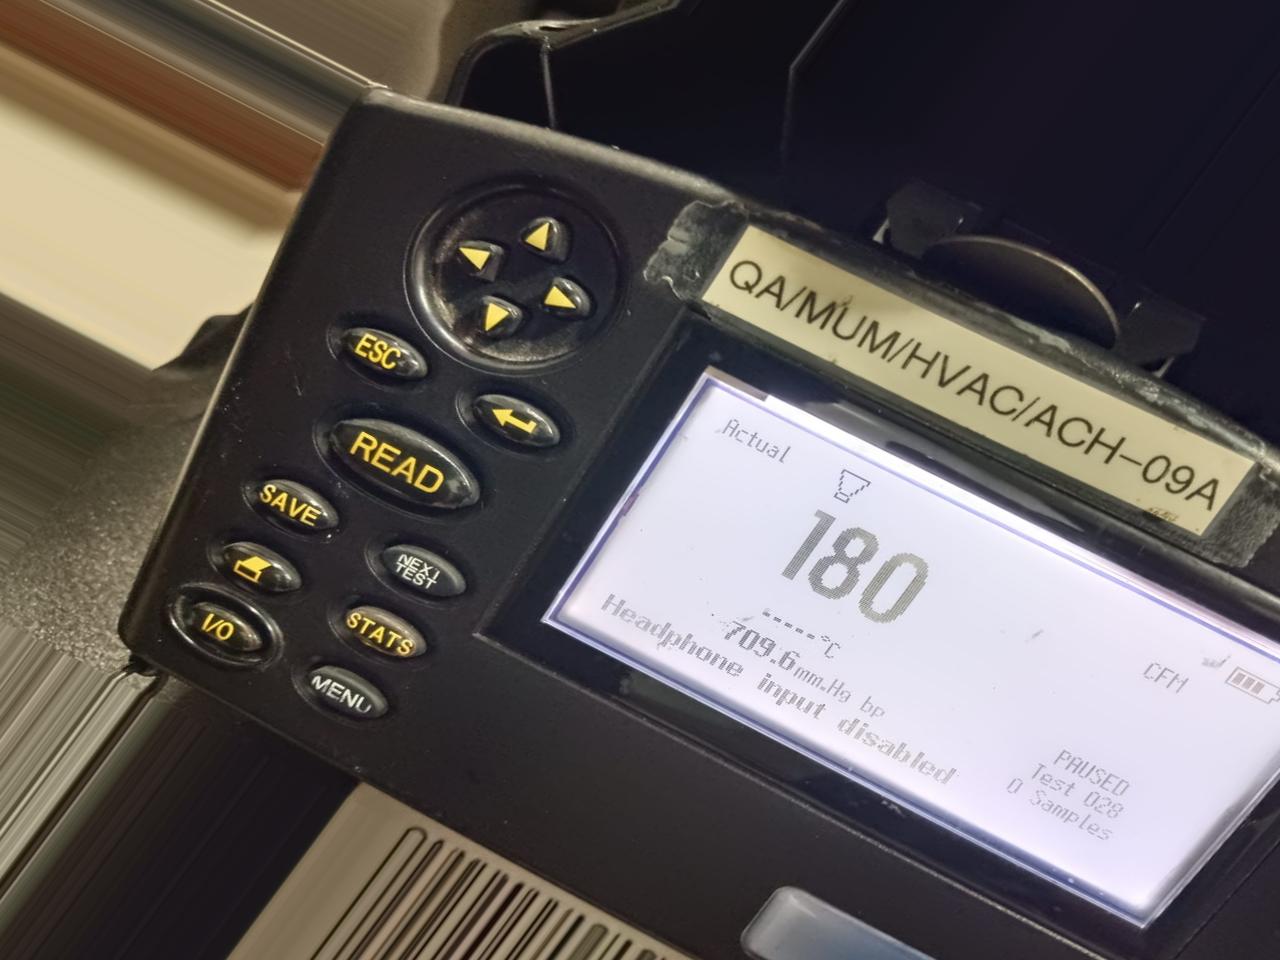 QA/MUM/HVAC/ACH-09A
ESC
READ
SAVE
NEXT
TEST
I/O
STATS
MENU
Actual
180
CFM
-----°C
709.6 mm.Hg bp
Headphone input disabled
PAUSED
Test 028
0 Samples